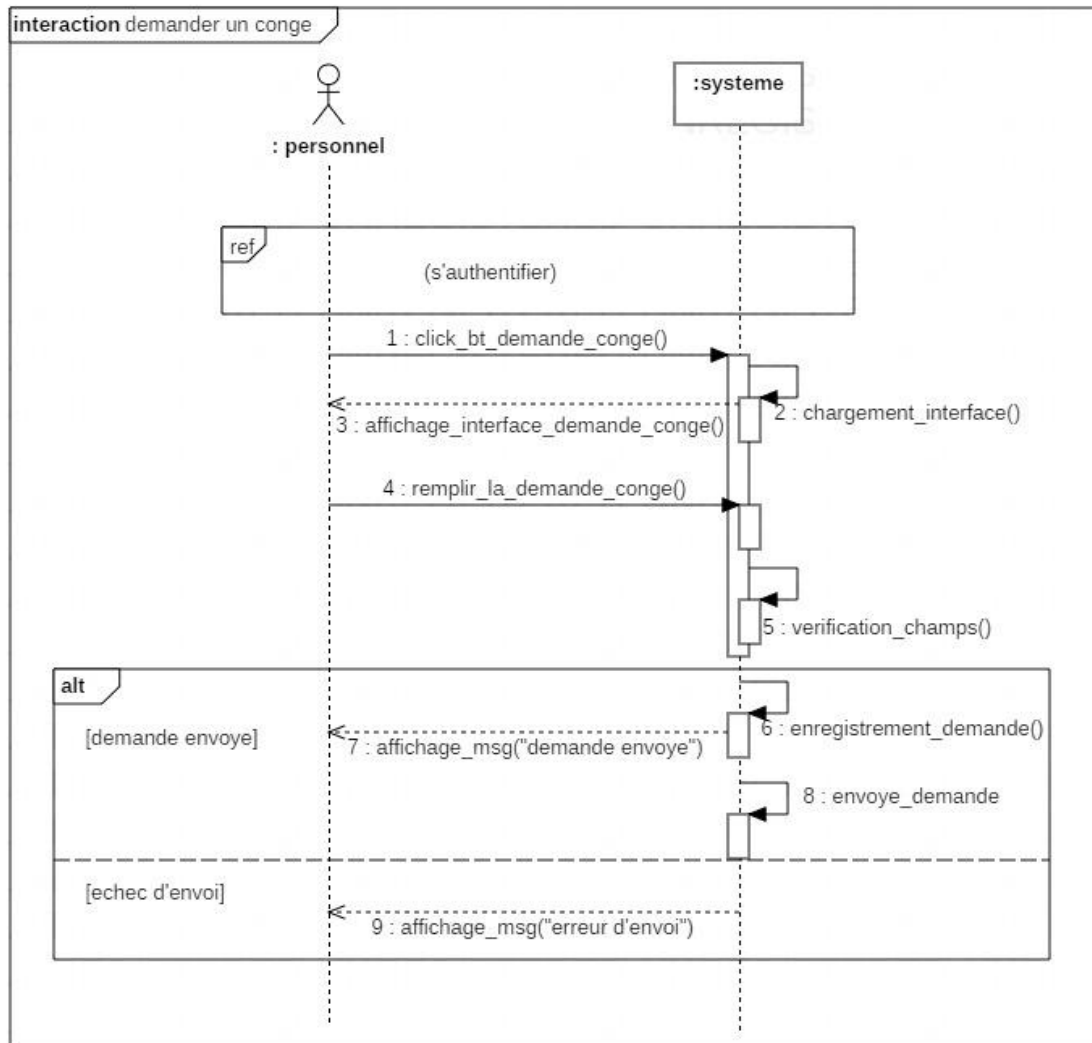 interaction demander un conge
:systeme
: personnel
ref
(s'authentifier)
1 : click_bt_demande_conge()
2 : chargement_interface()
3 : affichage_interface_demande_conge()
4 : remplir_la_demande_conge()
5 : verification_champs()
alt
[demande envoye]
6 : enregistrement_demande()
7 : affichage_msg("demande envoye")
8 : envoye_demande
[echec d'envoi]
9 : affichage_msg("erreur d'envoi")